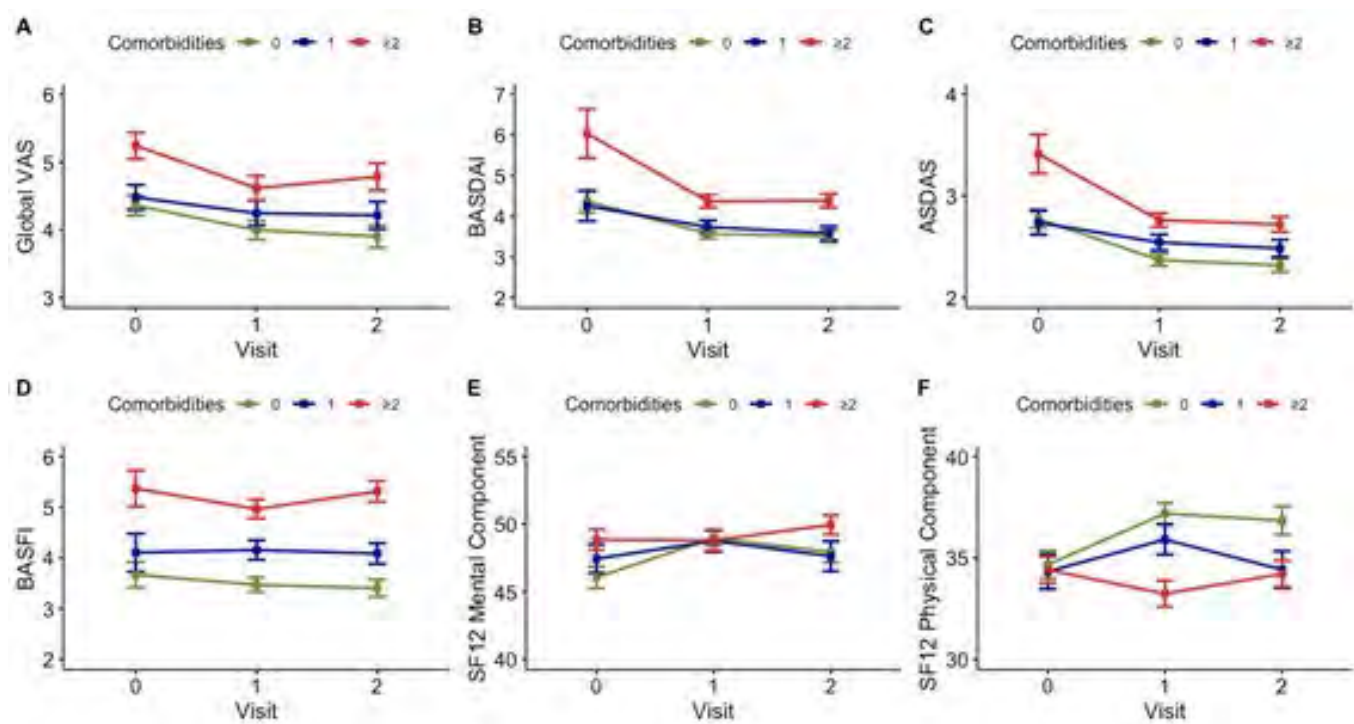 A
Comorbidities 0 1 ≥2
Global VAS
6
5
4
3
0 1 2
Visit
B
Comorbidities 0 1 ≥2
BASDAI
7
6
5
4
3
2
0 1 2
Visit
C
Comorbidities 0 1 ≥2
ASDAS
4
3
2
0 1 2
Visit
D
Comorbidities 0 1 ≥2
BASFI
6
5
4
3
2
0 1 2
Visit
E
Comorbidities 0 1 ≥2
SF12 Mental Component
55
50
45
40
0 1 2
Visit
F
Comorbidities 0 1 ≥2
SF12 Physical Component
40
35
30
0 1 2
Visit